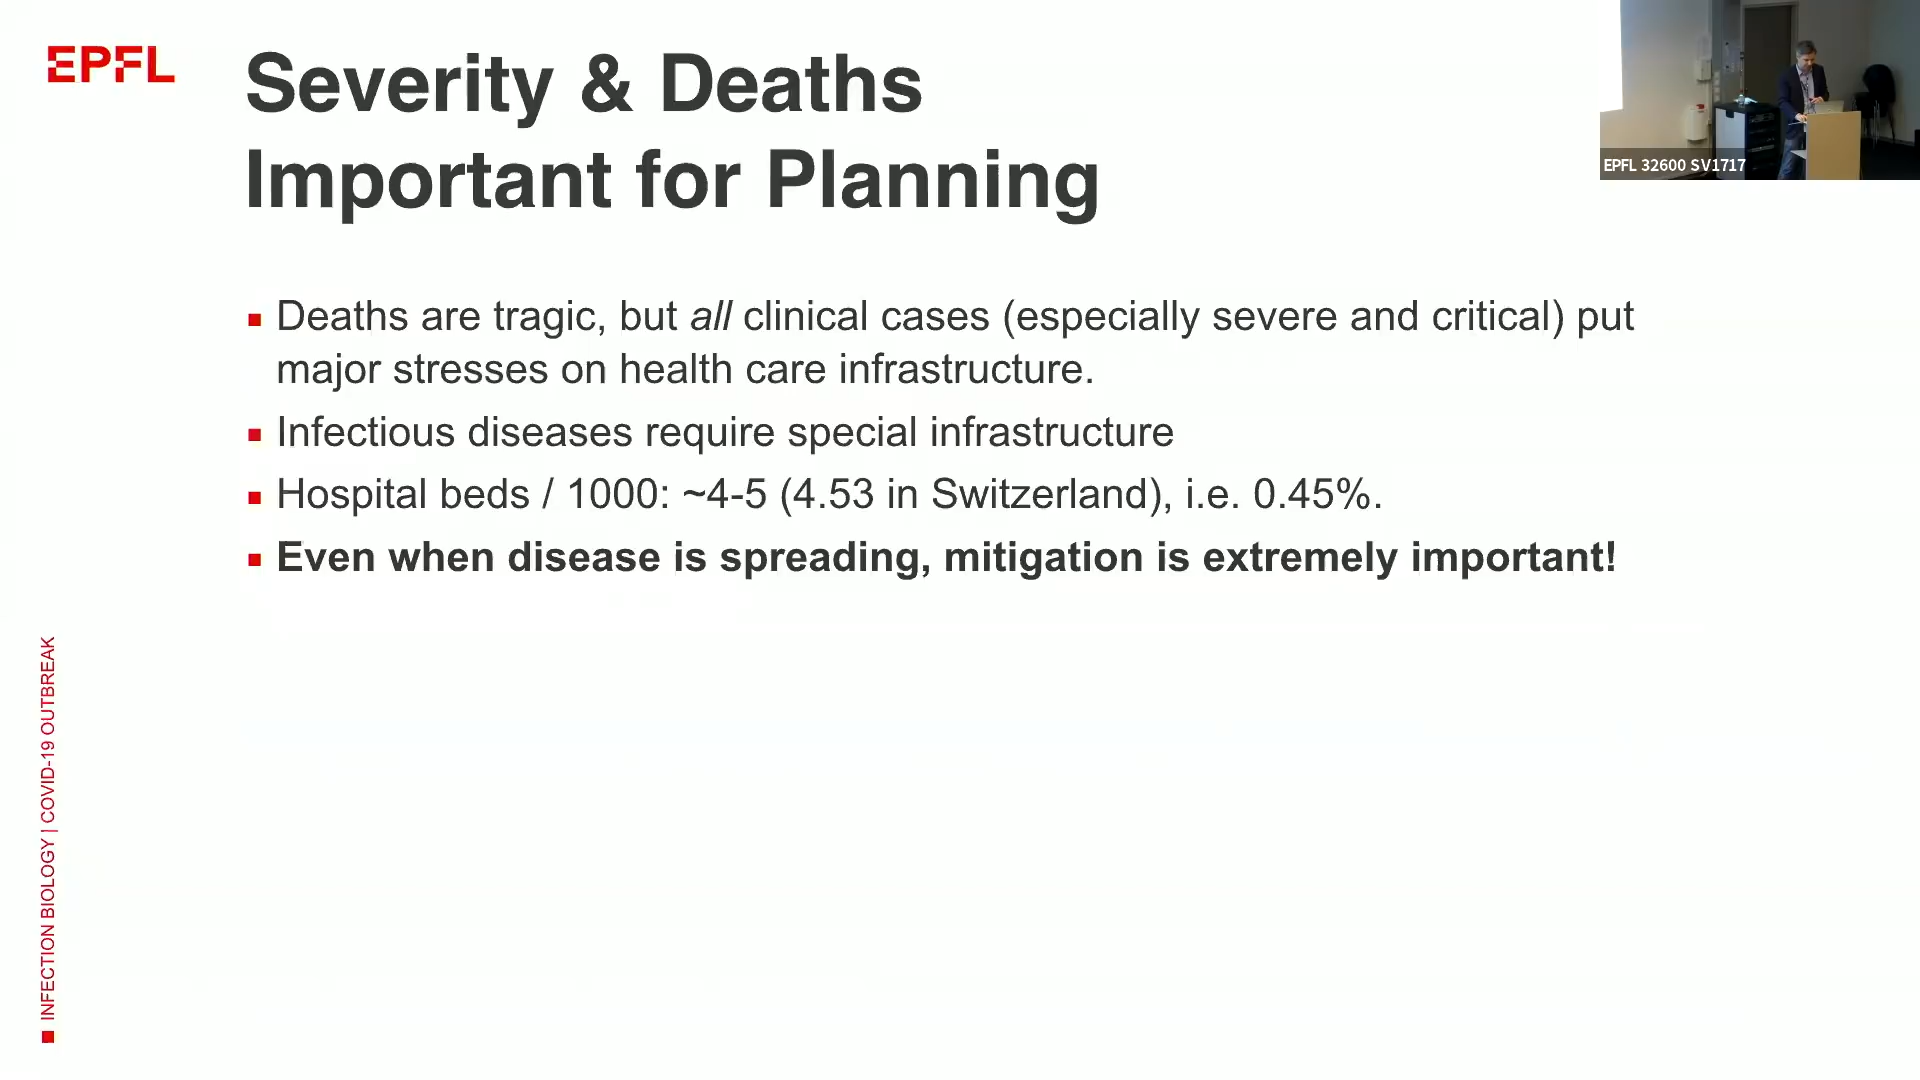 EPFL
Severity & Deaths
Important for Planning
EPFL 32600 SV1717
▪ Deaths are tragic, but all clinical cases (especially severe and critical) put
major stresses on health care infrastructure.
▪ Infectious diseases require special infrastructure
▪ Hospital beds / 1000: ~4-5 (4.53 in Switzerland), i.e. 0.45%.
▪ Even when disease is spreading, mitigation is extremely important!
■ INFECTION BIOLOGY | COVID-19 OUTBREAK